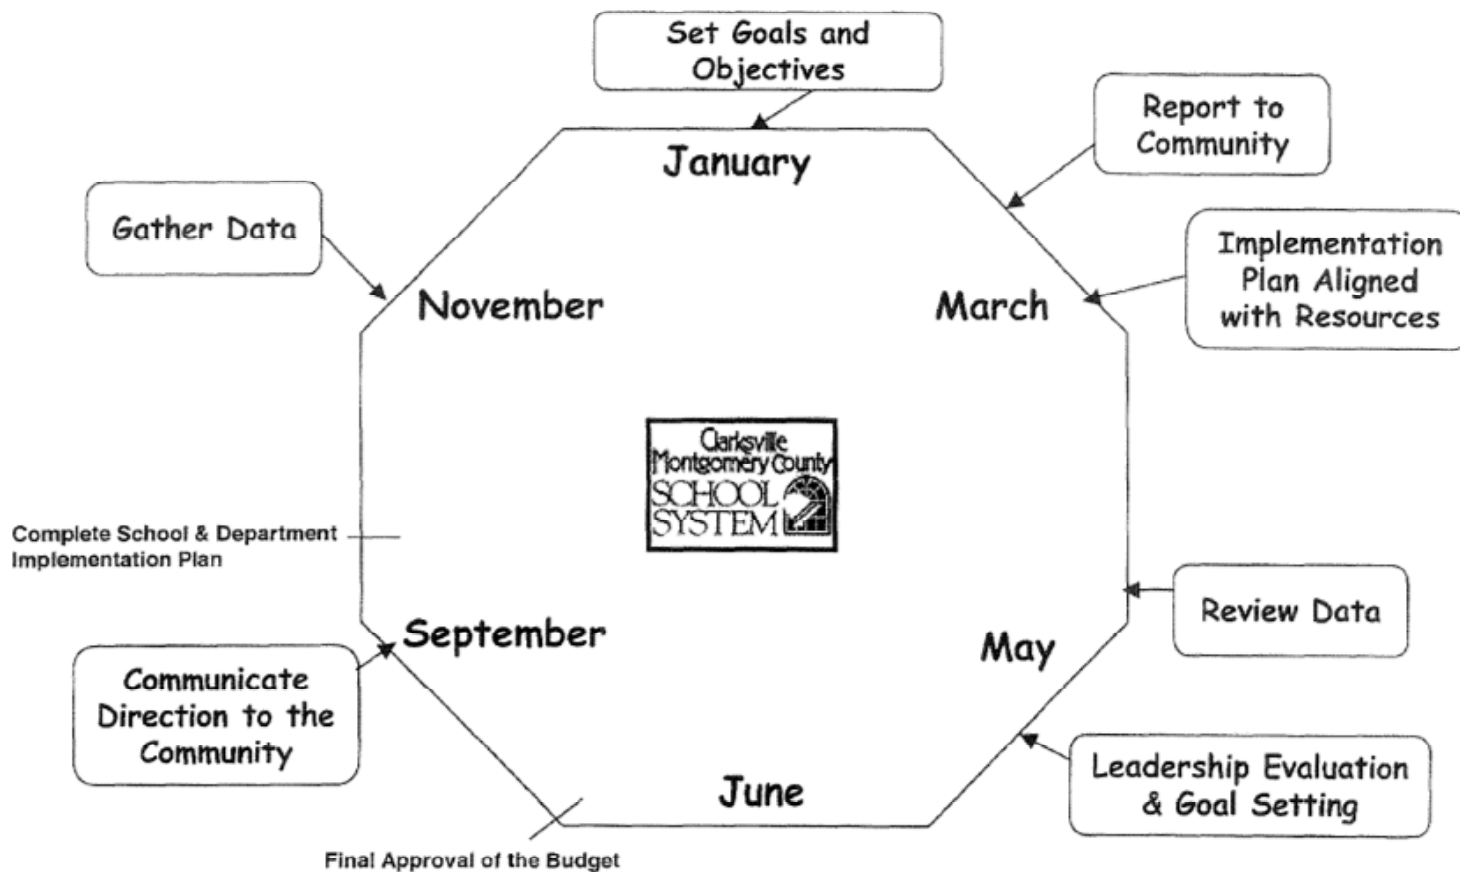 Set Goals and
Objectives
Report to
Community
January
Gather Data
Implementation
Plan Aligned
with Resources
November
March
Clarksville
Montgomery County
SCHOOL
SYSTEM
Complete School & Department
Implementation Plan
Review Data
September
May
Communicate
Direction to the
Community
Leadership Evaluation
& Goal Setting
June
Final Approval of the Budget